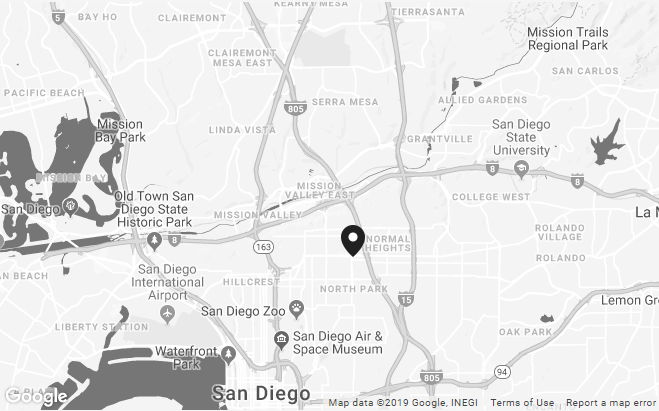 KEARNY MESA
TIERRASANTA
BAY HO
CLAIREMONT
5
Mission Trails
Regional Park
CLAIREMONT
MESA EAST
SAN CARLOS
PACIFIC BEACH
805
SERRA MESA
ALLIED GARDENS
Mission
Bay Park
LINDA VISTA
GRANTVILLE
San Diego
State
University
8
8
MISSION BAY
MISSION
VALLEY EAST
Old Town San
Diego State
Historic Park
San Diego
COLLEGE WEST
La M
MISSION VALLEY
8
163
NORMAL
HEIGHTS
ROLANDO
VILLAGE
ROLANDO
AN BEACH
San Diego
International
Airport
HILLCREST
NORTH PARK
15
Lemon Gro
San Diego Zoo
LIBERTY STATION
OAK PARK
San Diego Air &
Space Museum
Waterfront
Park
94
805
San Diego
Google
Map data ©2019 Google, INEGI
Terms of Use
Report a map error